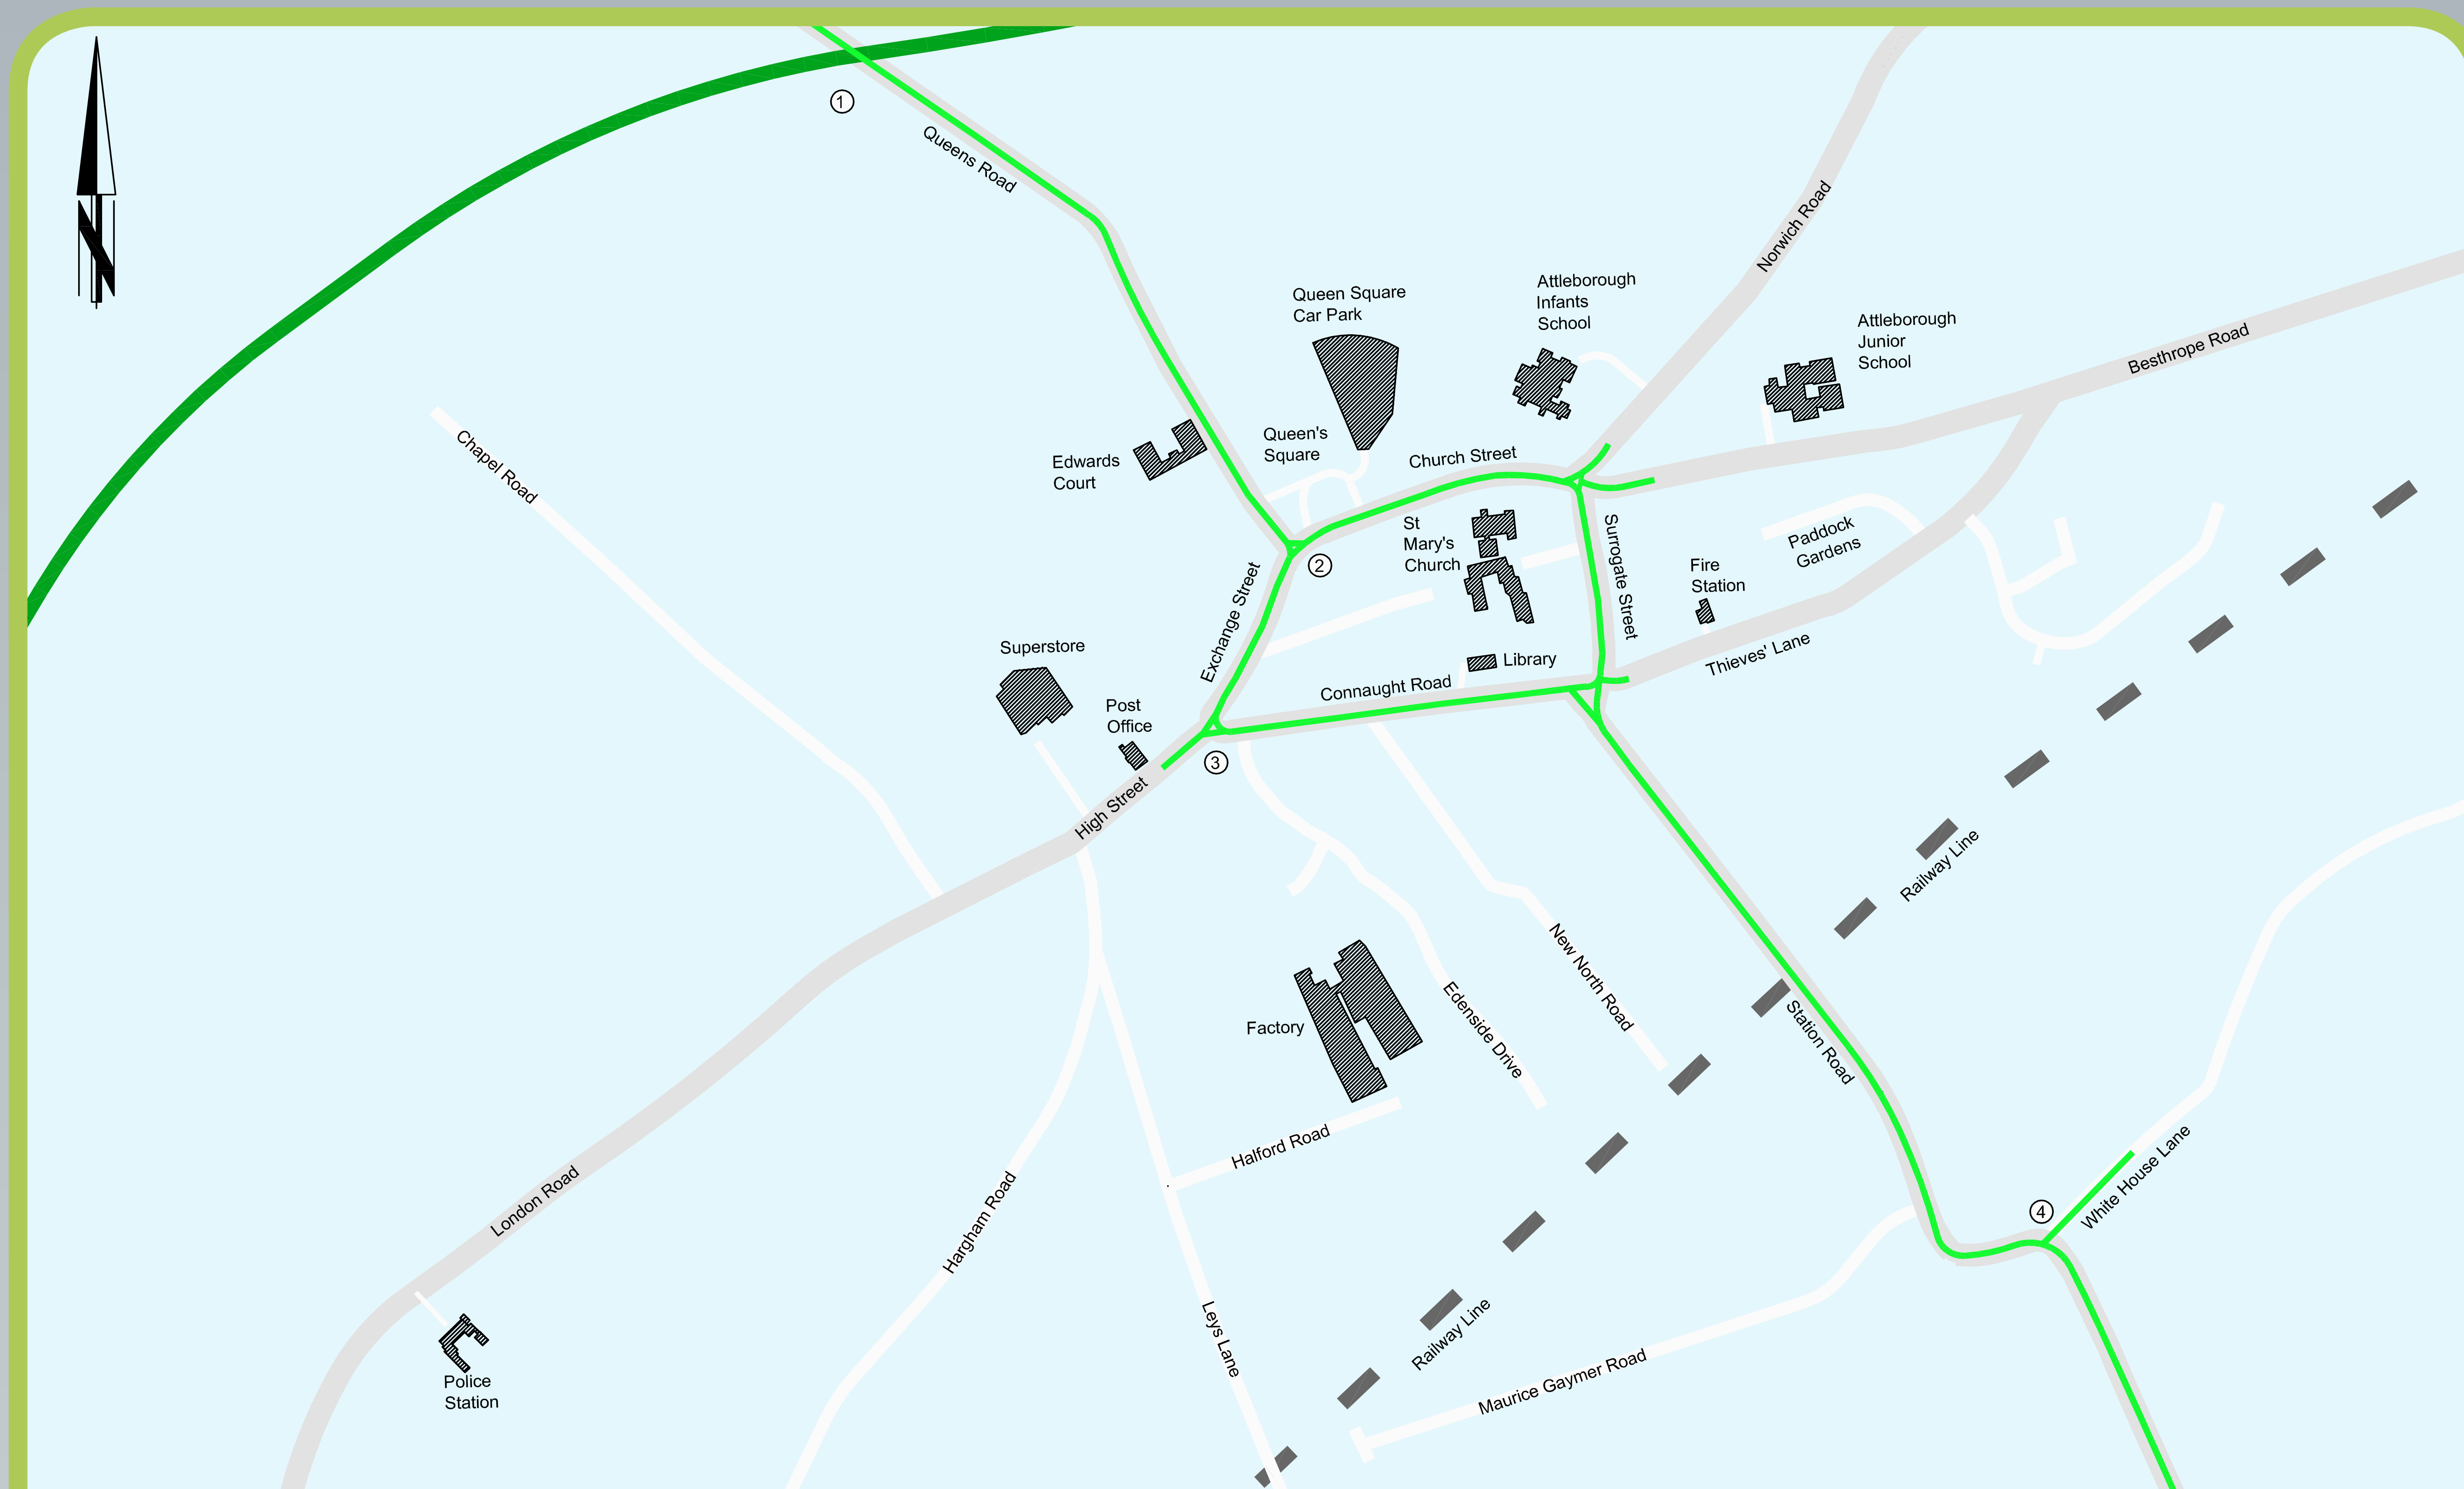 1
N
Queens Road
Norwich Road
Queen Square
Car Park
Attleborough
Infants
School
Attleborough
Junior
School
Besthrope Road
Chapel Road
Edwards
Court
Queen's
Square
Church Street
St
Mary's
Church
Surrogate Street
Paddock
Gardens
Fire
Station
2
Exchange Street
Superstore
Library
Thieves' Lane
Connaught Road
Post
Office
3
High Street
Railway Line
New North Road
Edenside Drive
Factory
Station Road
Halford Road
London Road
Hargham Road
4
White House Lane
Leys Lane
Railway Line
Maurice Gaymer Road
Police
Station